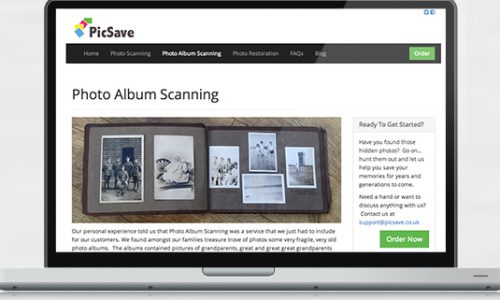 PicSave
Home Photo Scanning Photo Album Scanning Photo Restoration FAQs Blog Order
Photo Album Scanning
Our personal experience told us that Photo Album Scanning was a service that we just had to include
for our customers. We found amongst our families treasure trove of photos some very fragile, very old
photo albums. The albums contained pictures of grandparents, great and great great grandparents
Ready To Get Started?
Have you found those
hidden photos? Go on...
hunt them out and let us
help you save your
memories for years and
generations to come.
Need a hand or want to
discuss anything with us?
Contact us at
support@picsave.co.uk
Order Now